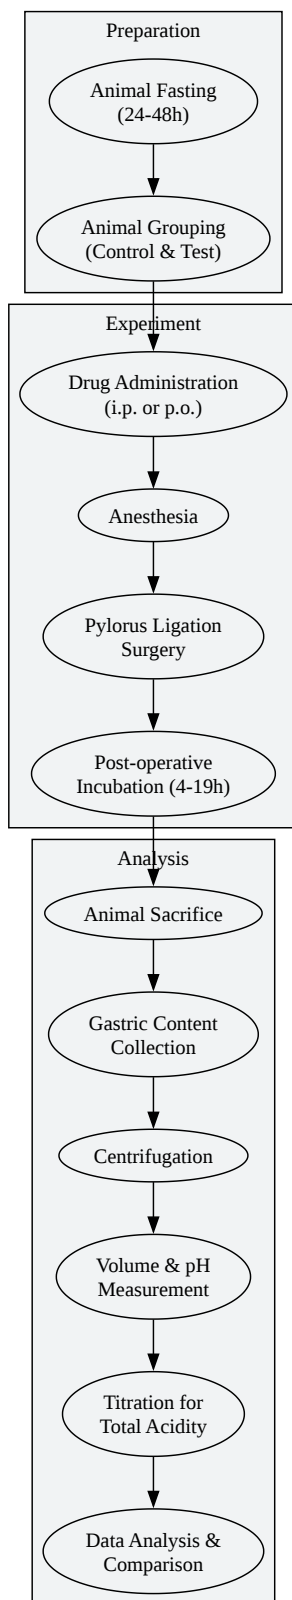 Preparation
Animal Fasting
(24-48h)
Animal Grouping
(Control & Test)
Experiment
Drug Administration
(i.p. or p.o.)
Anesthesia
Pylorus Ligation
Surgery
Post-operative
Incubation (4-19h)
Analysis
Animal Sacrifice
Gastric Content
Collection
Centrifugation
Volume & pH
Measurement
Titration for
Total Acidity
Data Analysis &
Comparison